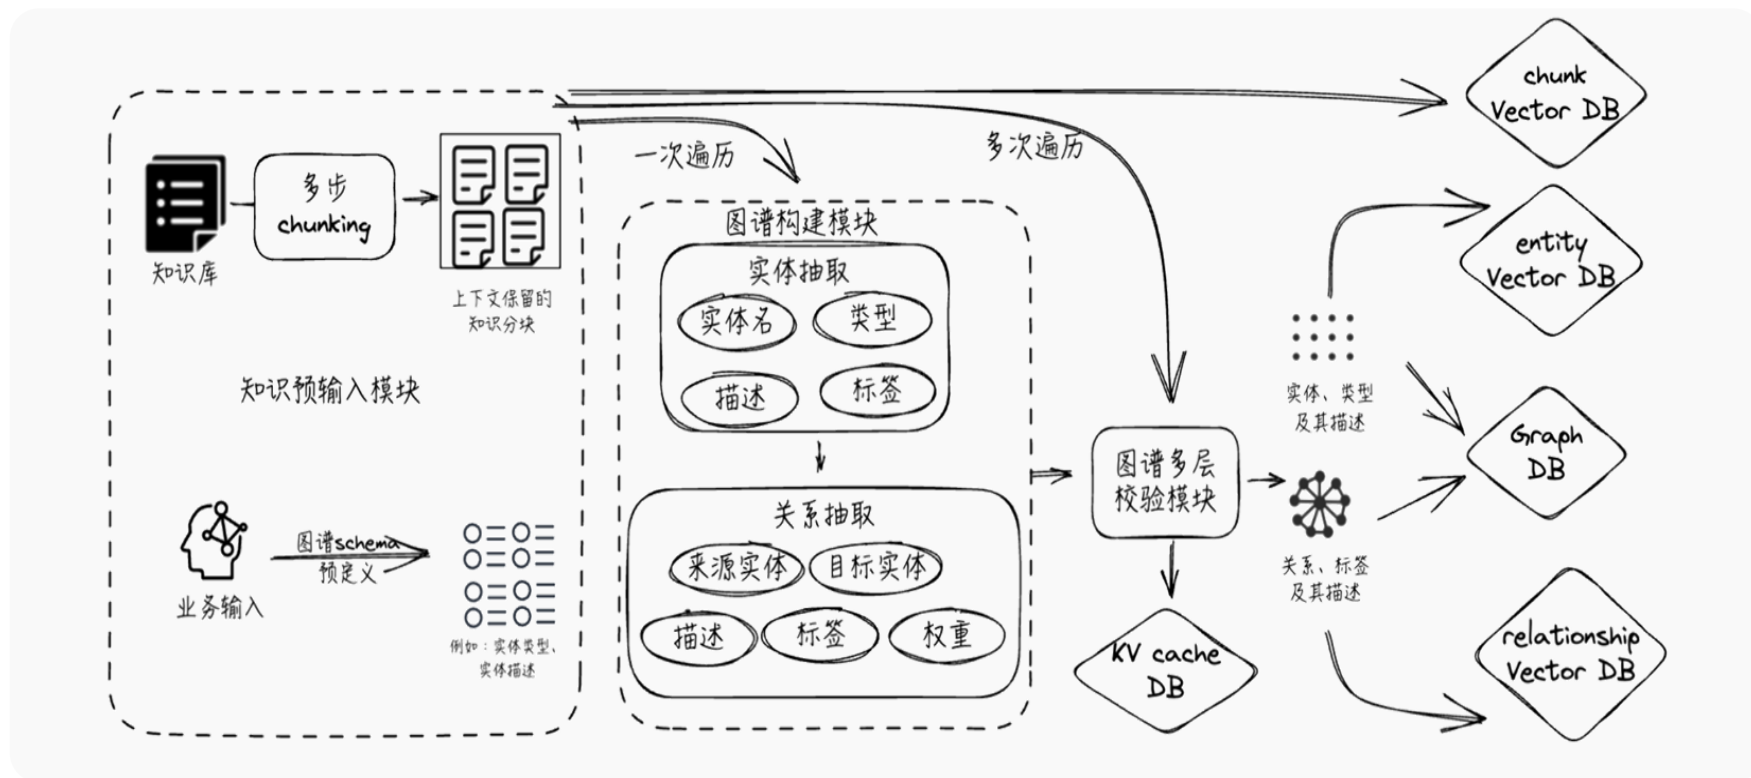 知识库
多步
chunking
上下文保留的
知识分块
知识预输入模块
业务输入
图谱schema
预定义
例如：实体类型、
实体描述
一次遍历
多次遍历
图谱构建模块
实体抽取
实体名
类型
描述
标签
关系抽取
来源实体
目标实体
描述
标签
权重
图谱多层
校验模块
KV cache
DB
实体、类型
及其描述
关系、标签
及其描述
chunk
Vector DB
entity
Vector DB
Graph
DB
relationship
Vector DB